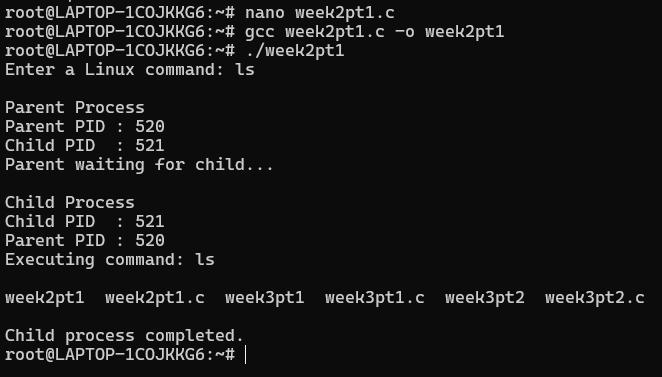 root@LAPTOP-1COJKKG6:~# nano week2pt1.c
root@LAPTOP-1COJKKG6:~# gcc week2pt1.c -o week2pt1
root@LAPTOP-1COJKKG6:~# ./week2pt1
Enter a Linux command: ls

Parent Process
Parent PID : 520
Child PID  : 521
Parent waiting for child...

Child Process
Child PID  : 521
Parent PID : 520
Executing command: ls

week2pt1  week2pt1.c  week3pt1  week3pt1.c  week3pt2  week3pt2.c

Child process completed.
root@LAPTOP-1COJKKG6:~#